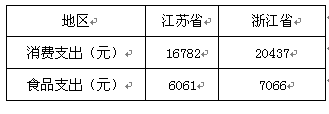 地区 江苏省 浙江省
消费支出（元） 16782 20437
食品支出（元） 6061 7066